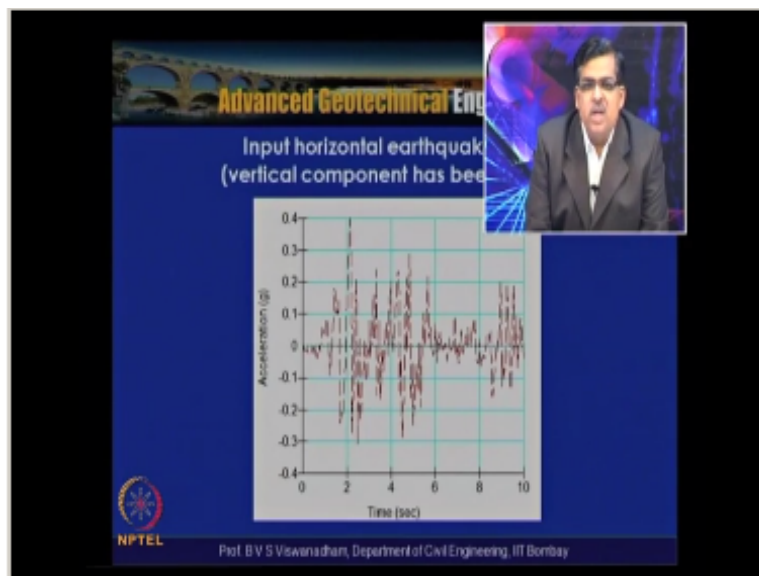 Advanced Geotechnical Eng
Input horizontal earthquak
(vertical component has bee
0.4
0.3
0.2
0.1
0
-0.1
-0.2
-0.3
-0.4
Acceleration (g)
0 2 4 6 8 10
Time (sec)
NPTEL
Prof. B V S Viswanadham, Department of Civil Engineering, IIT Bombay